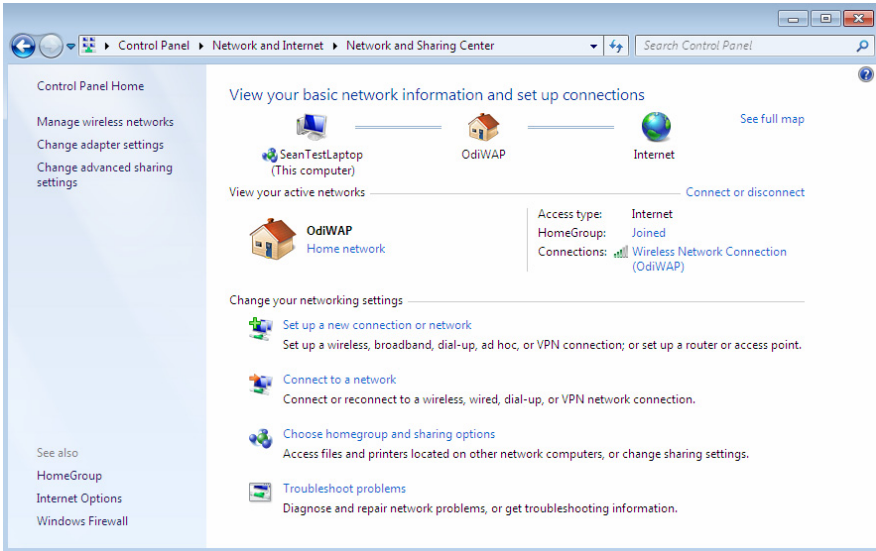 Control Panel Network and Internet Network and Sharing Center Search Control Panel
Control Panel Home
Manage wireless networks
Change adapter settings
Change advanced sharing
settings
View your basic network information and set up connections
See full map
SeanTestLaptop
(This computer)
OdiWAP
Internet
View your active networks
Connect or disconnect
OdiWAP
Home network
Access type: Internet
HomeGroup: Joined
Connections: Wireless Network Connection
(OdiWAP)
Change your networking settings
Set up a new connection or network
Set up a wireless, broadband, dial-up, ad hoc, or VPN connection; or set up a router or access point.
Connect to a network
Connect or reconnect to a wireless, wired, dial-up, or VPN network connection.
Choose homegroup and sharing options
Access files and printers located on other network computers, or change sharing settings.
Troubleshoot problems
Diagnose and repair network problems, or get troubleshooting information.
See also
HomeGroup
Internet Options
Windows Firewall